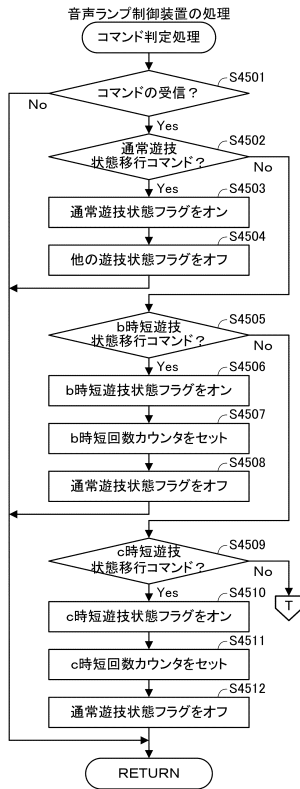 音声ランプ制御装置の処理
コマンド判定処理
S4501
コマンドの受信？
No
Yes
S4502
通常遊技
状態移行コマンド？
No
Yes
S4503
通常遊技状態フラグをオン
S4504
他の遊技状態フラグをオフ
S4505
b時短遊技
状態移行コマンド？
No
Yes
S4506
b時短遊技状態フラグをオン
S4507
b時短回数カウンタをセット
S4508
通常遊技状態フラグをオフ
S4509
c時短遊技
状態移行コマンド？
No
Yes
T
S4510
c時短遊技状態フラグをオン
S4511
c時短回数カウンタをセット
S4512
通常遊技状態フラグをオフ
RETURN